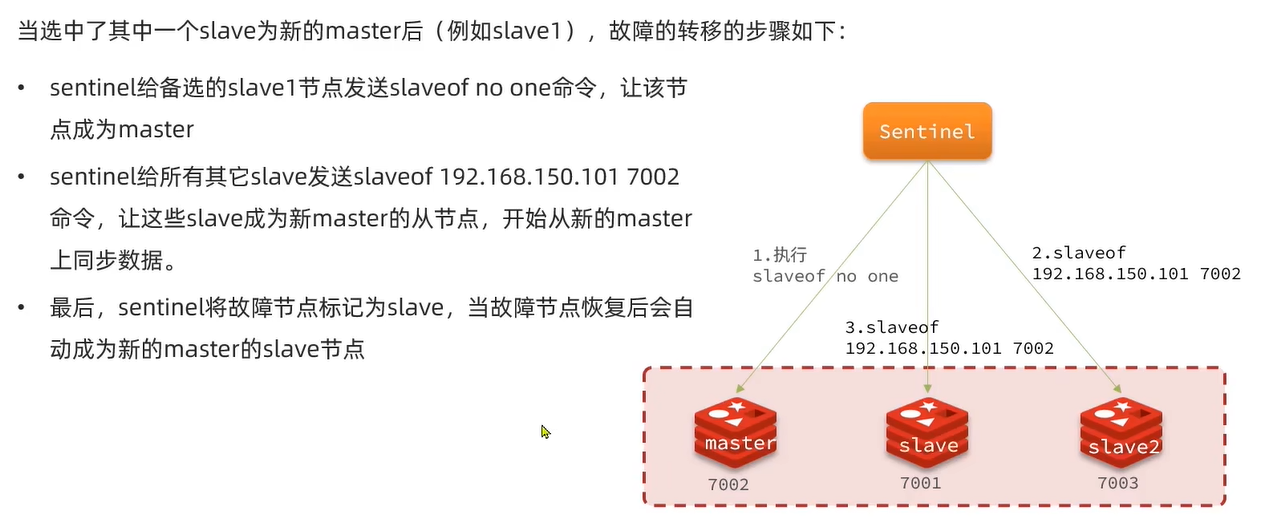 当选中了其中一个slave为新的master后（例如slave1），故障的转移的步骤如下：
• sentinel给备选的slave1节点发送slaveof no one命令，让该节
点成为master
• sentinel给所有其它slave发送slaveof 192.168.150.101 7002
命令，让这些slave成为新master的从节点，开始从新的master
上同步数据。
• 最后，sentinel将故障节点标记为slave，当故障节点恢复后会自
动成为新的master的slave节点
Sentinel
1.执行
slaveof no one
2.slaveof
192.168.150.101 7002
3.slaveof
192.168.150.101 7002
master
slave
slave2
7002
7001
7003